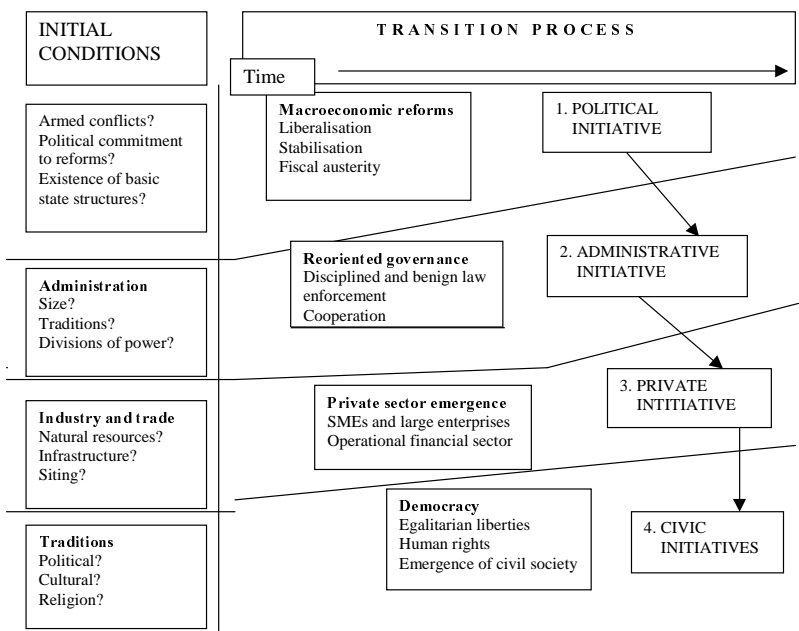 INITIAL
CONDITIONS
TRANSITION PROCESS
Time
Armed conflicts?
Political commitment
to reforms?
Existence of basic
state structures?
Macroeconomic reforms
Liberalisation
Stabilisation
Fiscal austerity
1. POLITICAL
INITIATIVE
Administration
Size?
Traditions?
Divisions of power?
Reoriented governance
Disciplined and benign law
enforcement
Cooperation
2. ADMINISTRATIVE
INITIATIVE
Industry and trade
Natural resources?
Infrastructure?
Siting?
Private sector emergence
SMEs and large enterprises
Operational financial sector
3. PRIVATE
INTITIATIVE
Traditions
Political?
Cultural?
Religion?
Democracy
Egalitarian liberties
Human rights
Emergence of civil society
4. CIVIC
INITIATIVES